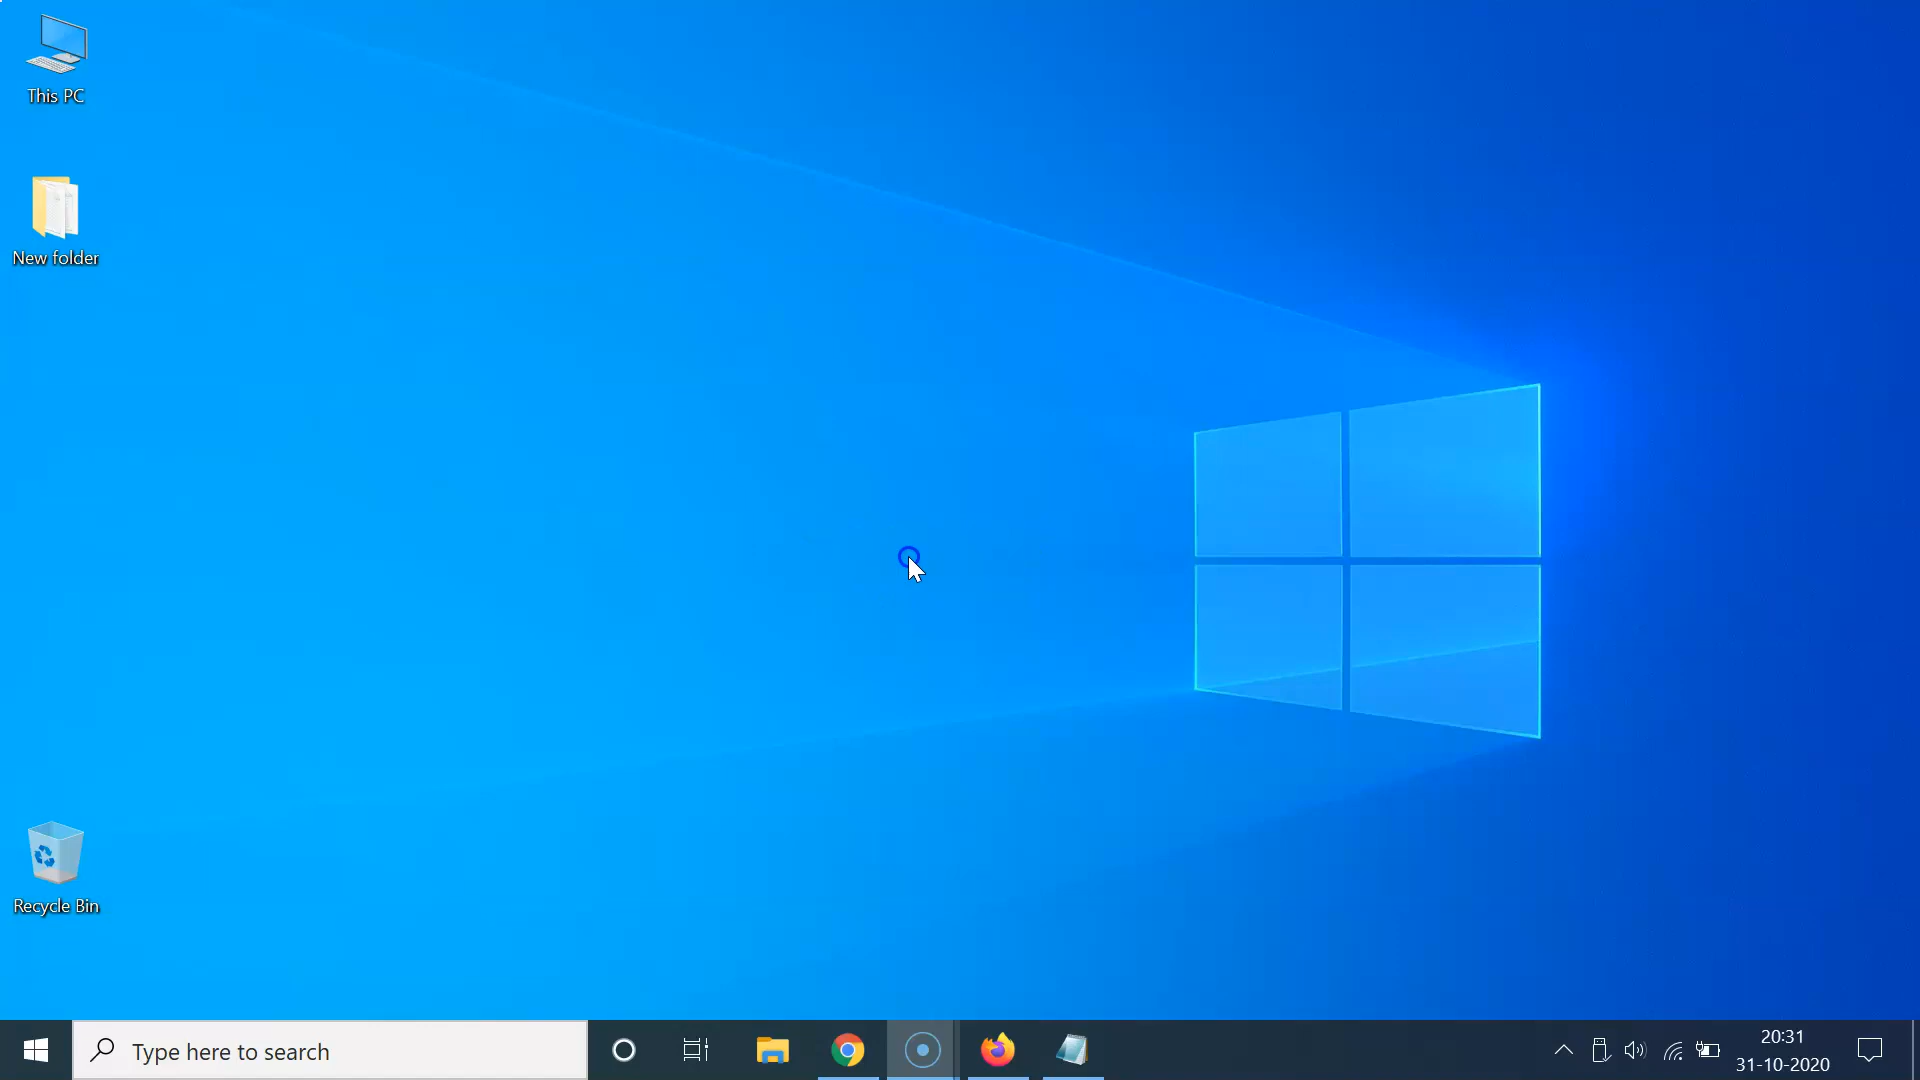 This PC
New folder
Recycle Bin
Type here to search
20:31
31-10-2020